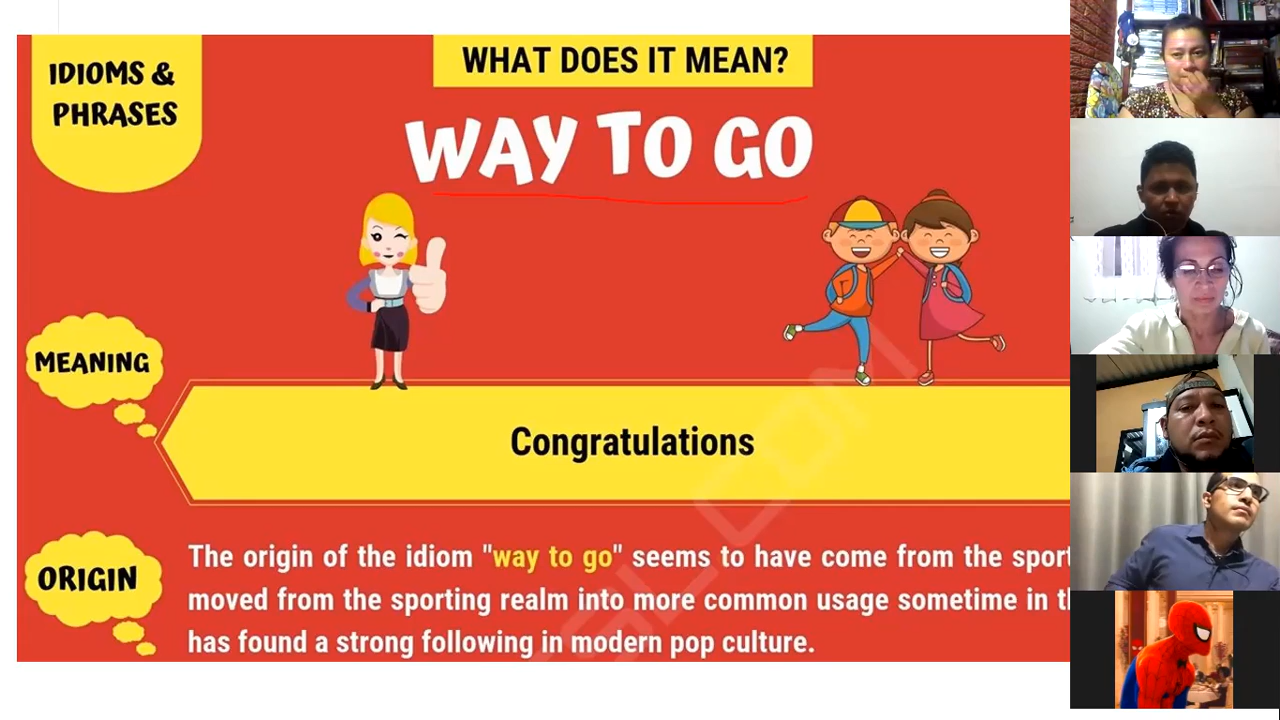 IDIOMS &
PHRASES
WHAT DOES IT MEAN?
WAY TO GO
MEANING
Congratulations
ORIGIN
The origin of the idiom "way to go" seems to have come from the
moved from the sporting realm into more common usage sometime in
has found a strong following in modern pop culture.